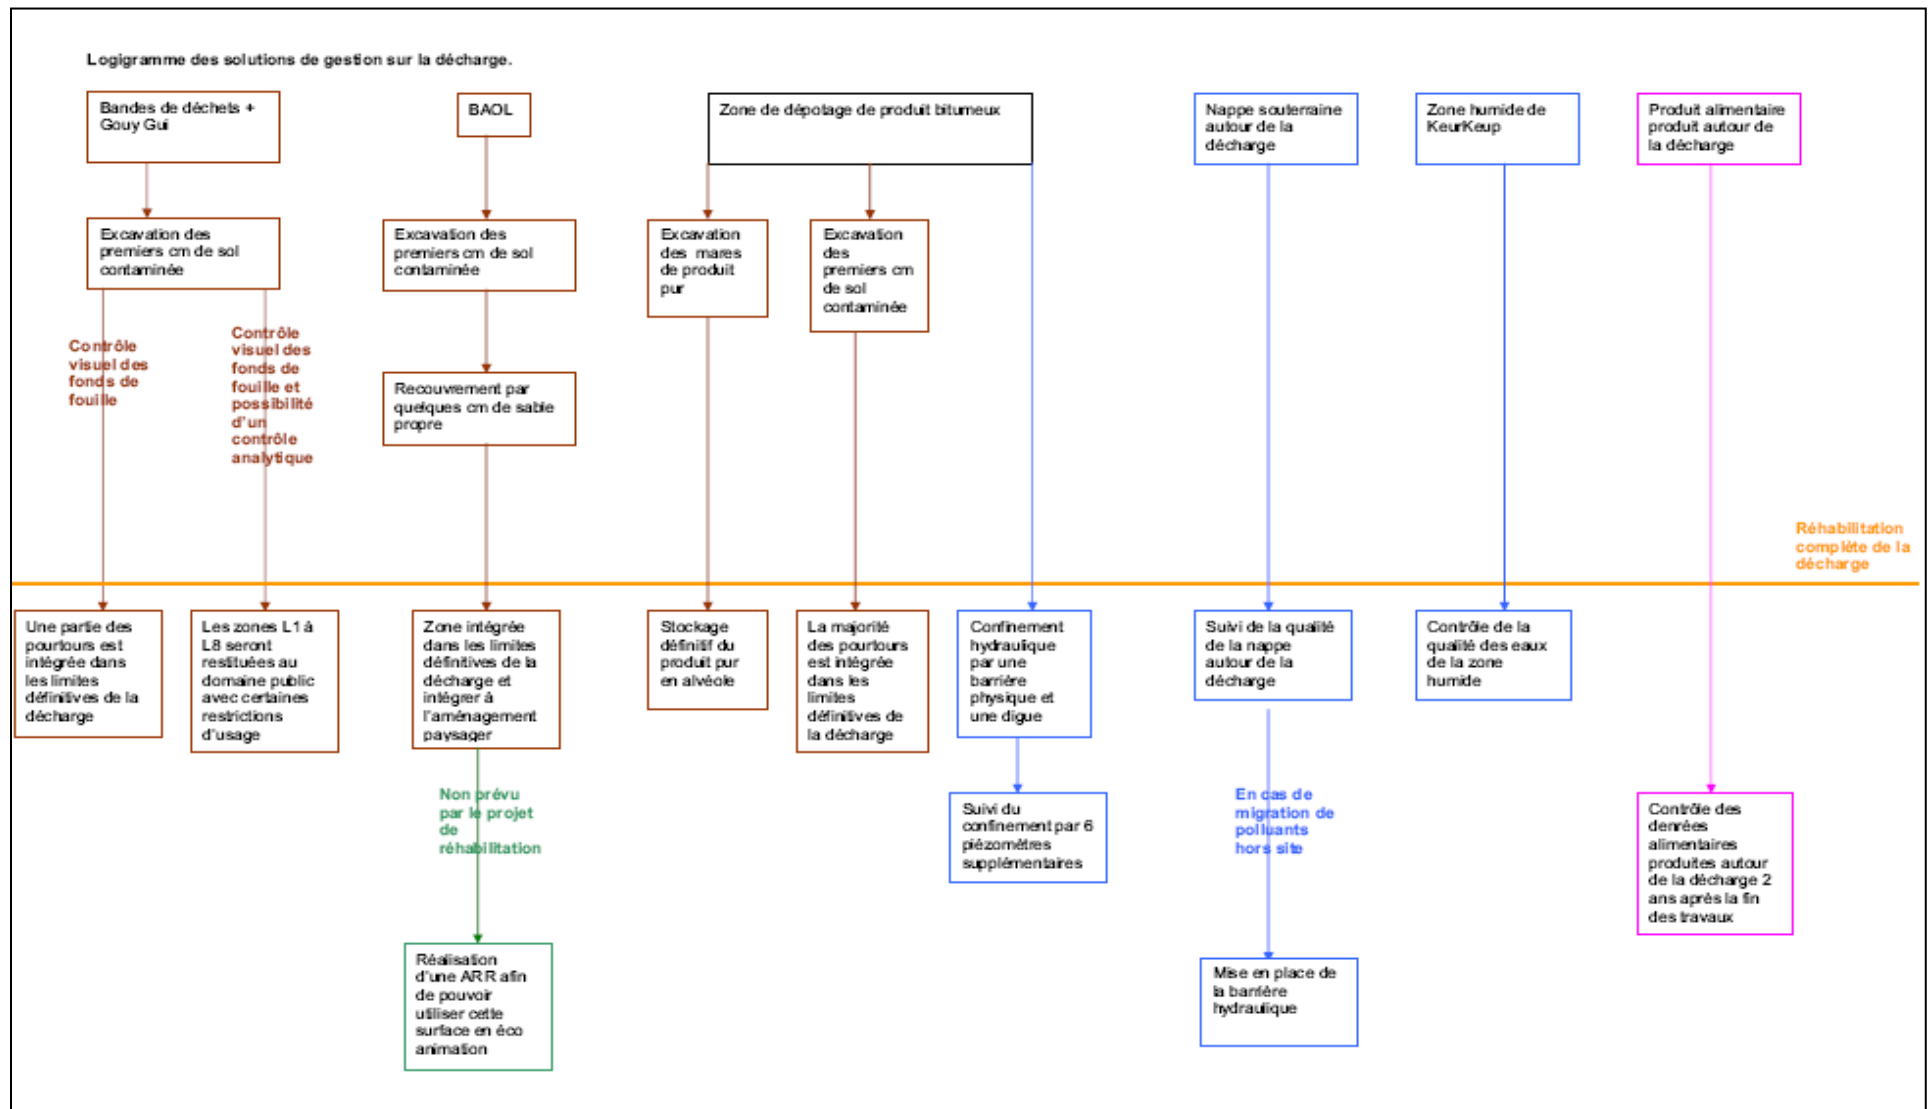 Logigramme des solutions de gestion sur la décharge.
Bandes de déchets +
Gouy Gui
BAOL
Zone de dépotage de produit bitumeux
Nappe souterraine
autour de la
décharge
Zone humide de
KeurKeup
Produit alimentaire
produit autour de
la décharge
Excavation des
premiers cm de sol
contaminée
Excavation des
premiers cm de sol
contaminée
Excavation
des mares
de produit
pur
Excavation
des
premiers cm
de sol
contaminée
Contrôle
visuel des
fonds de
fouille
Contrôle
visuel des
fonds de
fouille et
possibilité
d'un
contrôle
analytique
Recouvrement par
quelques cm de sable
propre
Réhabilitation
complète de la
décharge
Une partie des
pourtours est
intégrée dans
les limites
définitives de la
décharge
Les zones L1 à
L8 seront
restituées au
domaine public
avec certaines
restrictions
d'usage
Zone intégrée
dans les limites
définitives de la
décharge et
intégrer à
l'aménagement
paysager
Stockage
définitif du
produit pur
en alvéole
La majorité
des pourtours
est intégrée
dans les
limites
définitives de
la décharge
Confinement
hydraulique
par une
barrière
physique et
une digue
Suivi de la qualité
de la nappe
autour de la
décharge
Contrôle de la
qualité des eaux
de la zone
humide
Non prévu
par le projet
de
réhabilitation
Suivi du
confinement par 6
piézomètres
supplémentaires
En cas de
migration de
polluants
hors site
Contrôle des
denrées
alimentaires
produites autour
de la décharge 2
ans après la fin
des travaux
Réalisation
d'une ARR afin
de pouvoir
utiliser cette
surface en éco
animation
Mise en place de
la barrière
hydraulique